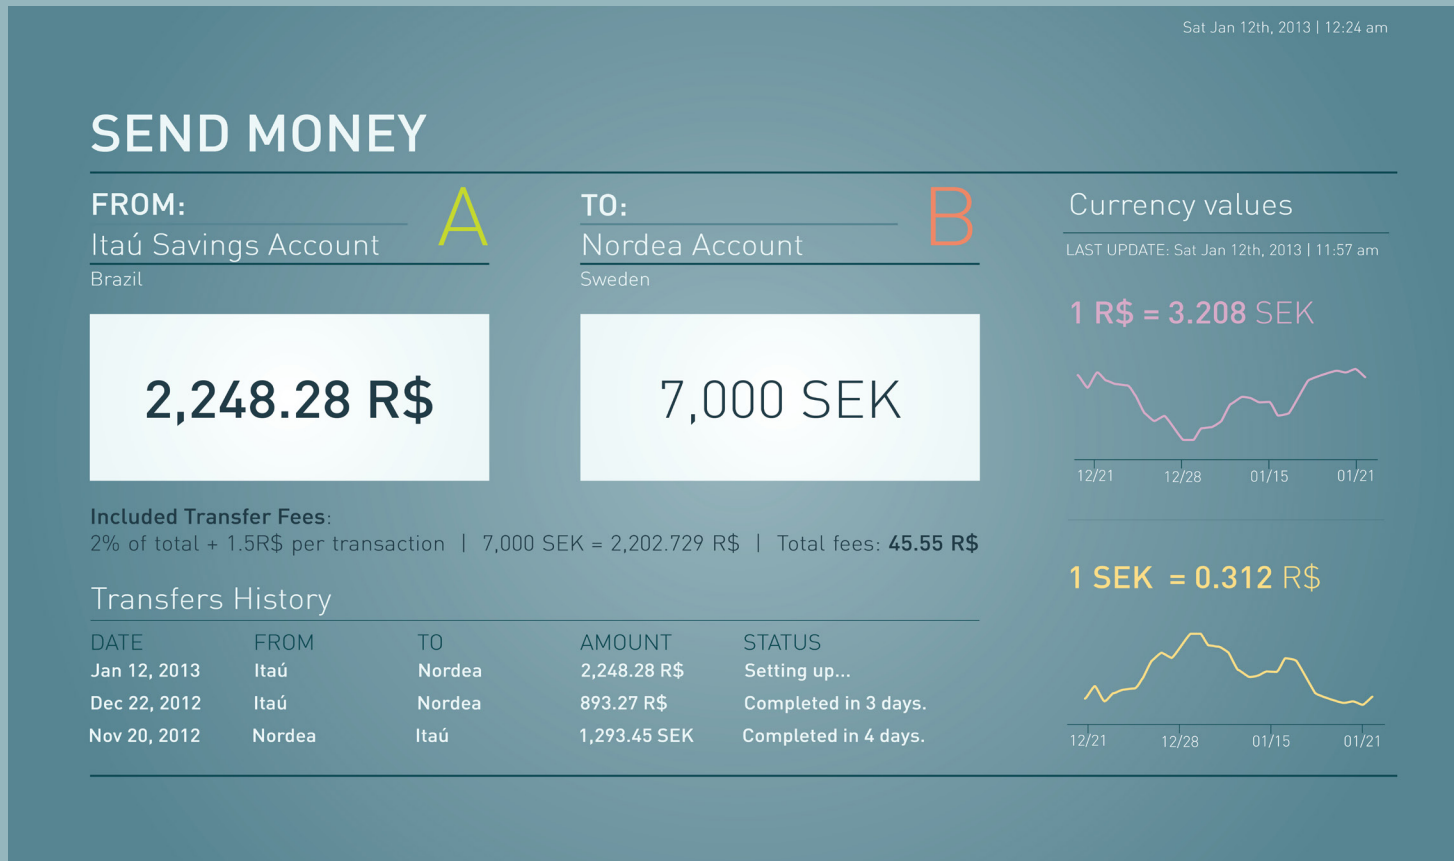 Sat Jan 12th, 2013 | 12:24 am
SEND MONEY
FROM:
A
Itaú Savings Account
Brazil
2,248.28 R$
TO:
B
Nordea Account
Sweden
7,000 SEK
Included Transfer Fees:
2% of total + 1.5R$ per transaction | 7,000 SEK = 2,202.729 R$ | Total fees: 45.55 R$
Transfers History
DATE FROM TO AMOUNT STATUS
Jan 12, 2013 Itaú Nordea 2,248.28 R$ Setting up...
Dec 22, 2012 Itaú Nordea 893.27 R$ Completed in 3 days.
Nov 20, 2012 Nordea Itaú 1,293.45 SEK Completed in 4 days.
Currency values
LAST UPDATE: Sat Jan 12th, 2013 | 11:57 am
1 R$ = 3.208 SEK
12/21 12/28 01/15 01/21
1 SEK = 0.312 R$
12/21 12/28 01/15 01/21